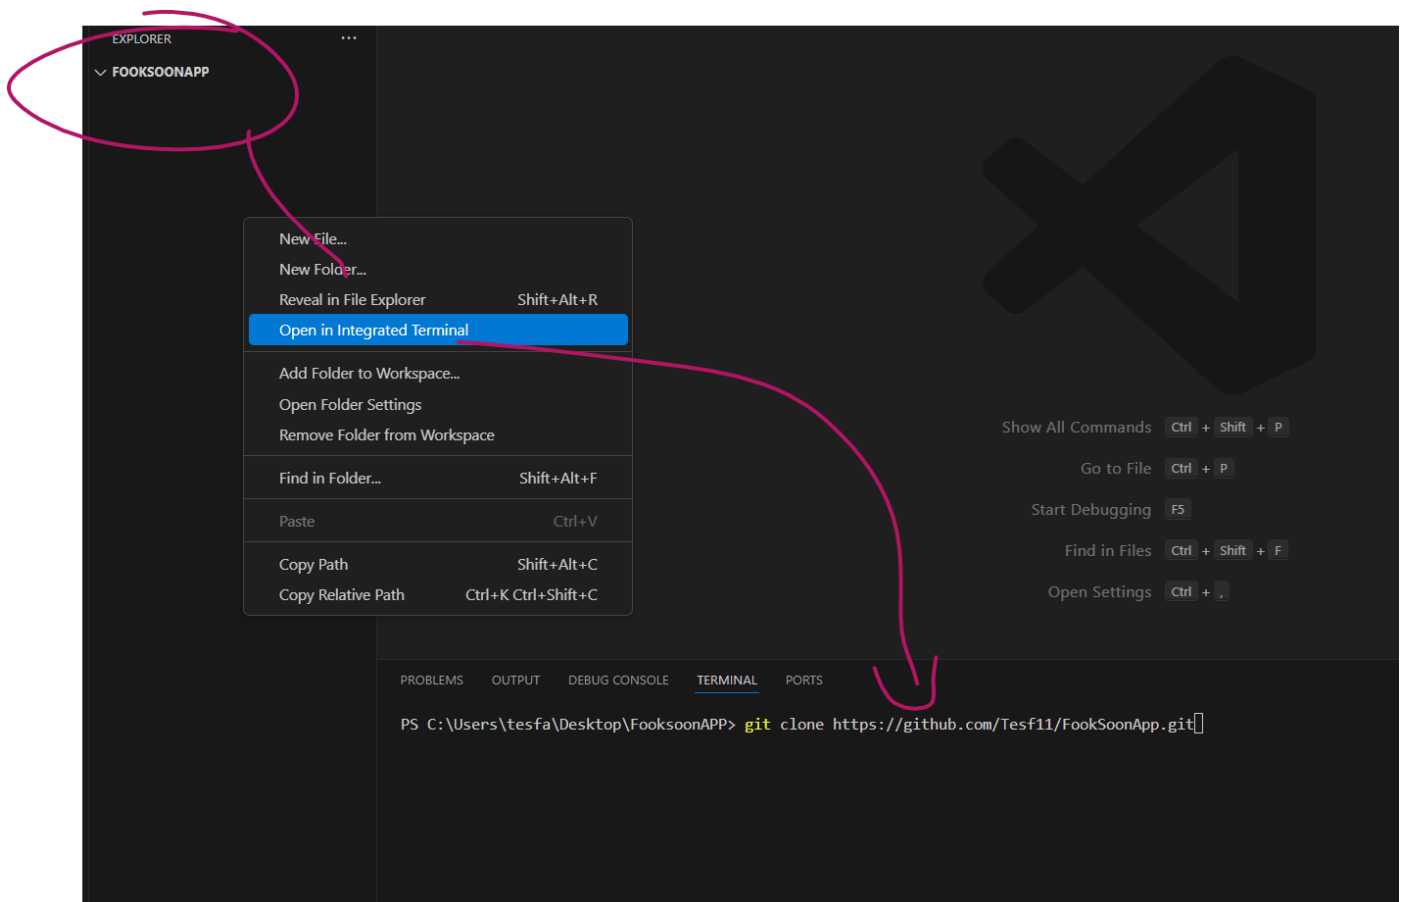 EXPLORER ...
FOOKSOONAPP
New File...
New Folder...
Reveal in File Explorer Shift+Alt+R
Open in Integrated Terminal
Add Folder to Workspace...
Open Folder Settings
Remove Folder from Workspace
Find in Folder... Shift+Alt+F
Paste Ctrl+V
Copy Path Shift+Alt+C
Copy Relative Path Ctrl+K Ctrl+Shift+C
Show All Commands Ctrl + Shift + P
Go to File Ctrl + P
Start Debugging F5
Find in Files Ctrl + Shift + F
Open Settings Ctrl + ,
PROBLEMS OUTPUT DEBUG CONSOLE TERMINAL PORTS
PS C:\Users\tesfa\Desktop\FooksoonAPP> git clone https://github.com/Tesf11/FookSoonApp.git